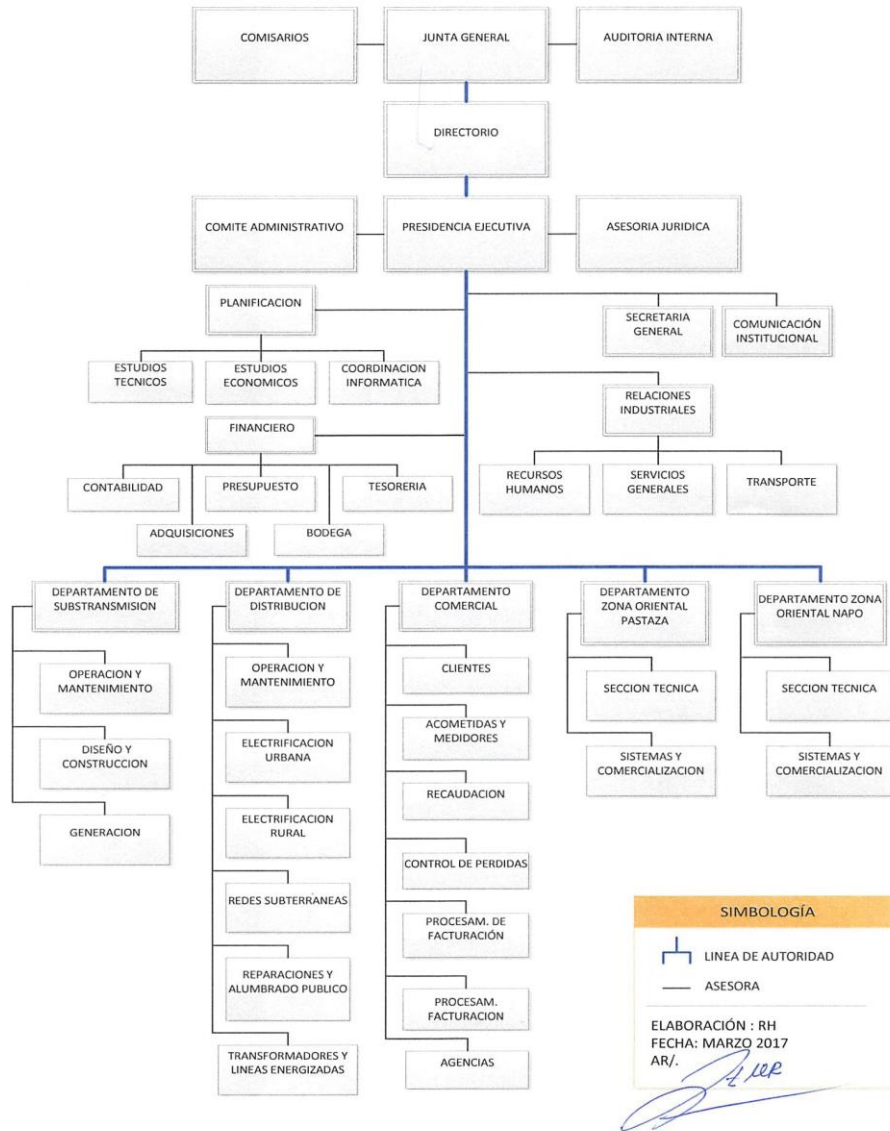 COMISARIOS
JUNTA GENERAL
AUDITORIA INTERNA
DIRECTORIO
COMITE ADMINISTRATIVO
PRESIDENCIA EJECUTIVA
ASESORIA JURIDICA
PLANIFICACION
SECRETARIA
GENERAL
COMUNICACIÓN
INSTITUCIONAL
ESTUDIOS
TECNICOS
ESTUDIOS
ECONOMICOS
COORDINACION
INFORMATICA
RELACIONES
INDUSTRIALES
FINANCIERO
CONTABILIDAD
PRESUPUESTO
TESORERIA
RECURSOS
HUMANOS
SERVICIOS
GENERALES
TRANSPORTE
ADQUISICIONES
BODEGA
DEPARTAMENTO DE
SUBSTRANSMISION
OPERACION Y
MANTENIMIENTO
DISEÑO Y
CONSTRUCCION
GENERACION
DEPARTAMENTO DE
DISTRIBUCION
OPERACION Y
MANTENIMIENTO
ELECTRIFICACION
URBANA
ELECTRIFICACION
RURAL
REDES SUBTERRANEAS
REPARACIONES Y
ALUMBRADO PUBLICO
TRANSFORMADORES Y
LINEAS ENERGIZADAS
DEPARTAMENTO
COMERCIAL
CLIENTES
ACOMETIDAS Y
MEDIDORES
RECAUDACION
CONTROL DE PERDIDAS
PROCESAM. DE
FACTURACIÓN
PROCESAM.
FACTURACION
AGENCIAS
DEPARTAMENTO
ZONA ORIENTAL
PASTAZA
SECCION TECNICA
SISTEMAS Y
COMERCIALIZACION
DEPARTAMENTO ZONA
ORIENTAL NAPO
SECCION TECNICA
SISTEMAS Y
COMERCIALIZACION
SIMBOLOGÍA
LINEA DE AUTORIDAD
ASESORA
ELABORACIÓN : RH
FECHA: MARZO 2017
AR/.